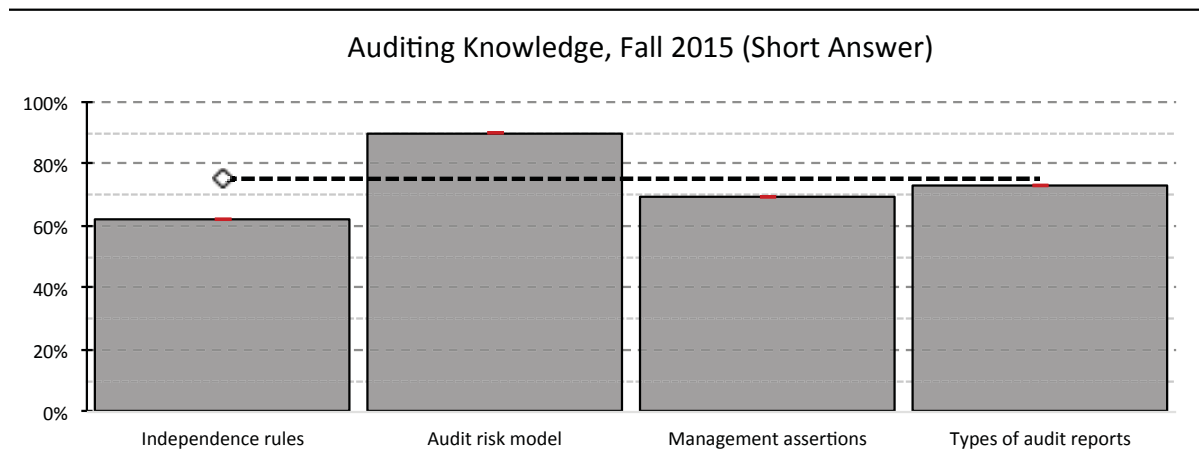 Auditing Knowledge, Fall 2015 (Short Answer)
100%
80%
60%
40%
20%
0%
Independence rules
Audit risk model
Management assertions
Types of audit reports